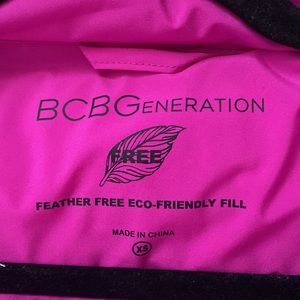 BCBGENERATION
FREE
FEATHER FREE ECO-FRIENDLY FILL
MADE IN CHINA
XS